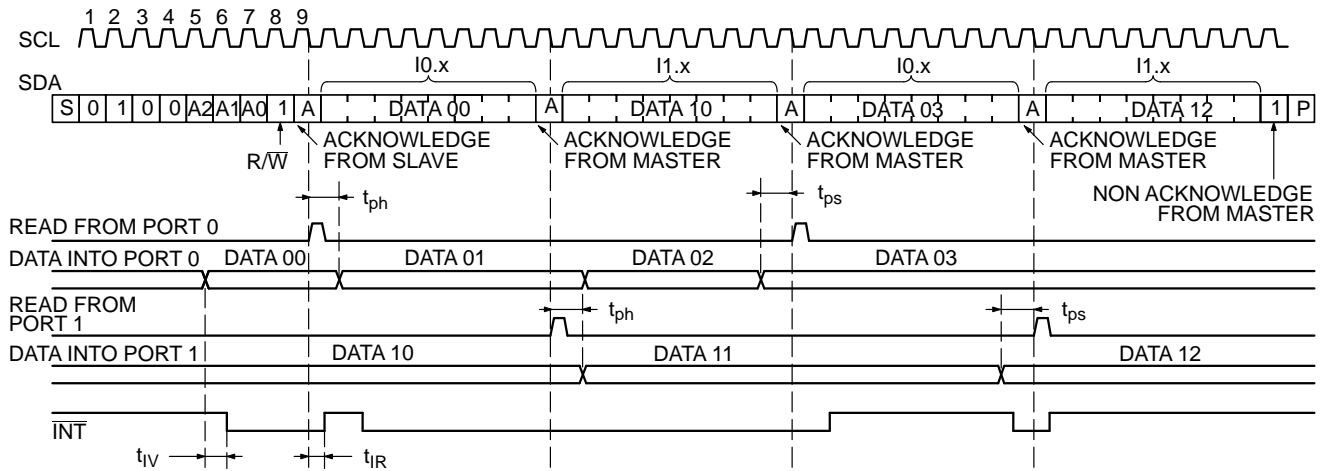 1 2 3 4 5 6 7 8 9
SCL
I0.x I1.x I0.x I1.x
SDA
S 0 1 0 0 A2 A1 A0 1 A DATA 00 A DATA 10 A DATA 03 A DATA 12 1 P
R/W
ACKNOWLEDGE
FROM SLAVE
ACKNOWLEDGE
FROM MASTER
ACKNOWLEDGE
FROM MASTER
ACKNOWLEDGE
FROM MASTER
NON ACKNOWLEDGE
FROM MASTER
tph
tps
READ FROM PORT 0
DATA INTO PORT 0
DATA 00 DATA 01 DATA 02 DATA 03
READ FROM
PORT 1
tph
tps
DATA INTO PORT 1
DATA 10 DATA 11 DATA 12
INT
tIV
tIR